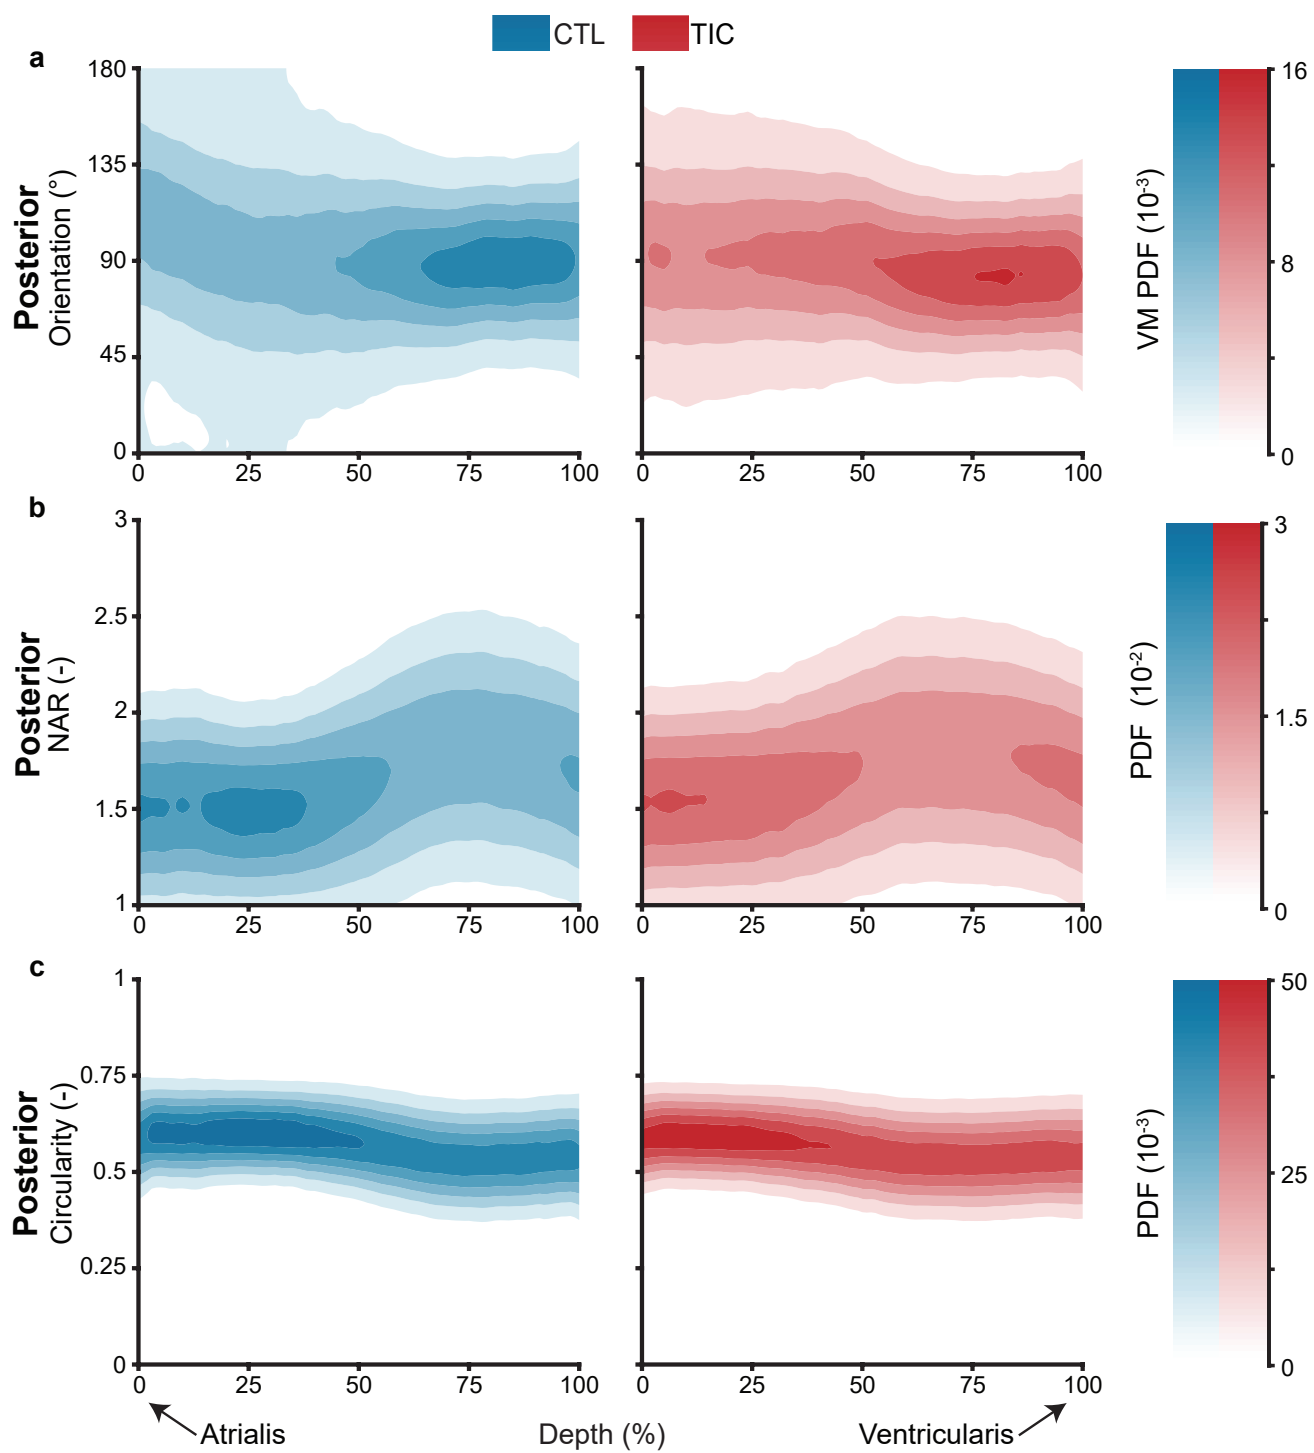 CTL TIC
a
180
135
90
45
0
Posterior
Orientation (°)
0 25 50 75 100
0 25 50 75 100
VM PDF (10-3)
16
8
0
b
3
2.5
2
1.5
1
Posterior
NAR (-)
0 25 50 75 100
0 25 50 75 100
PDF (10-2)
3
1.5
0
c
1
0.75
0.5
0.25
0
Posterior
Circularity (-)
0 25 50 75 100
0 25 50 75 100
PDF (10-3)
50
25
0
Atrialis Depth (%) Ventricularis